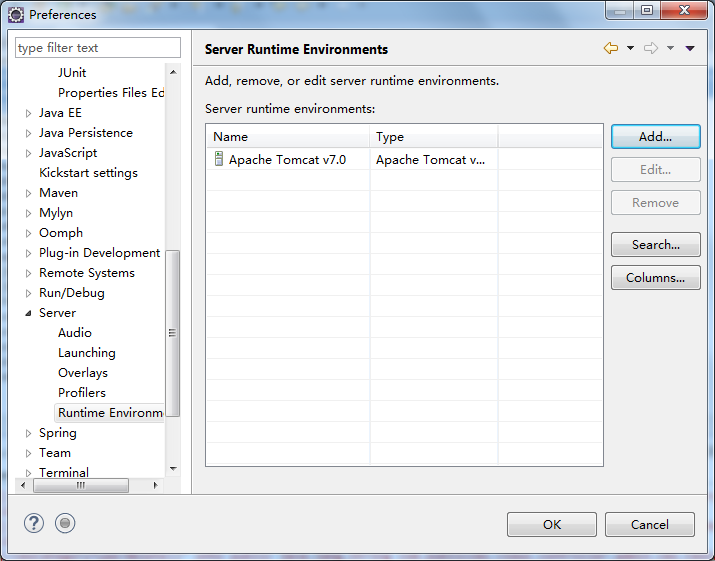 Preferences
type filter text
JUnit
Properties Files Ed
Java EE
Java Persistence
JavaScript
Kickstart settings
Maven
Mylyn
Oomph
Plug-in Development
Remote Systems
Run/Debug
Server
Audio
Launching
Overlays
Profilers
Runtime Environm
Spring
Team
Terminal
Server Runtime Environments
Add, remove, or edit server runtime environments.
Server runtime environments:
Name Type
Apache Tomcat v7.0 Apache Tomcat v...
Add...
Edit...
Remove
Search...
Columns...
OK Cancel